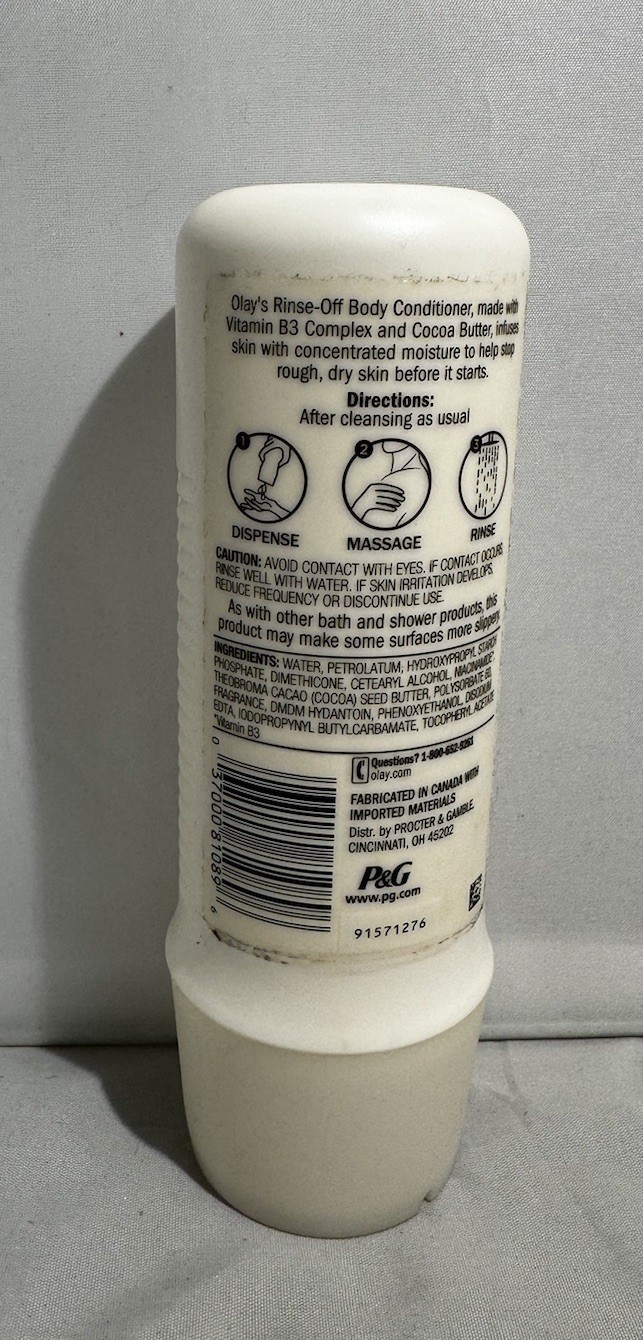 Olay's Rinse-Off Body Conditioner, made with
Vitamin B3 Complex and Cocoa Butter, infuses
skin with concentrated moisture to help stop
rough, dry skin before it starts.
Directions:
After cleansing as usual
1 2 3
DISPENSE MASSAGE RINSE
CAUTION: AVOID CONTACT WITH EYES. IF CONTACT OCCURS,
RINSE WELL WITH WATER. IF SKIN IRRITATION DEVELOPS,
REDUCE FREQUENCY OR DISCONTINUE USE.
As with other bath and shower products, this
product may make some surfaces more slippery.
INGREDIENTS: WATER, PETROLATUM, HYDROXYPROPYL STARCH
PHOSPHATE, DIMETHICONE, CETEARYL ALCOHOL, NIACINAMIDE*,
THEOBROMA CACAO (COCOA) SEED BUTTER, POLYSORBATE 60,
FRAGRANCE, DMDM HYDANTOIN, PHENOXYETHANOL, DISODIUM
EDTA, IODOPROPYNYL BUTYLCARBAMATE, TOCOPHERYL ACETATE
*Vitamin B3
0 37000 81089 6
Questions? 1-800-652-9261
olay.com
FABRICATED IN CANADA WITH
IMPORTED MATERIALS
Distr. by PROCTER & GAMBLE,
CINCINNATI, OH 45202
P&G
www.pg.com
91571276